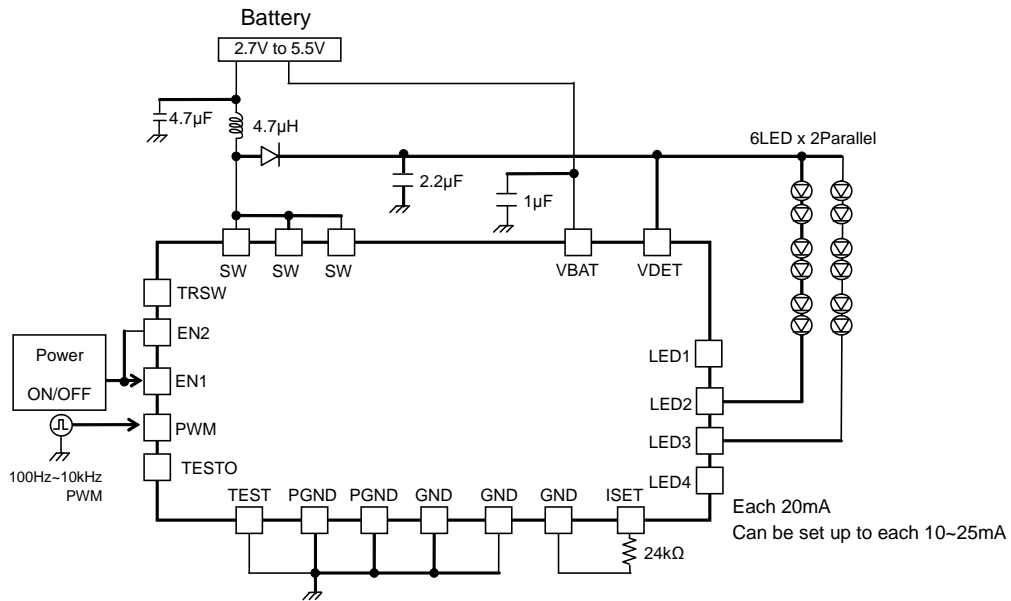 Battery
2.7V to 5.5V
4.7µF
4.7µH
6LED x 2Parallel
2.2µF
1µF
SW
SW
SW
VBAT
VDET
TRSW
EN2
Power
ON/OFF
EN1
PWM
100Hz~10kHz
PWM
TESTO
LED1
LED2
LED3
LED4
TEST
PGND
PGND
GND
GND
GND
ISET
24kΩ
Each 20mA
Can be set up to each 10~25mA